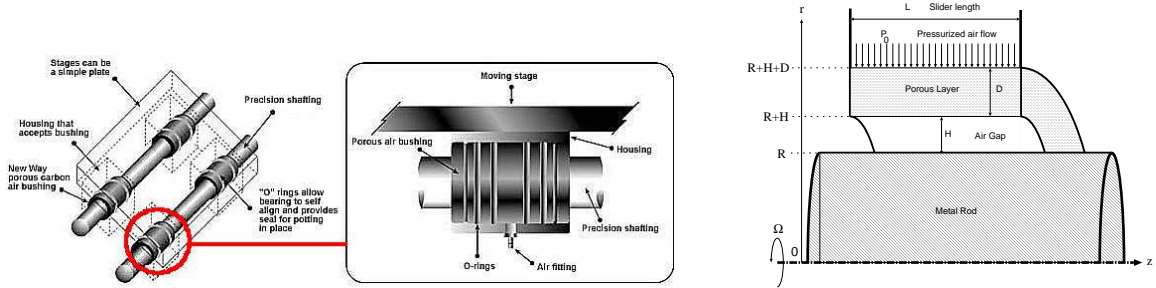 Stages can be
a simple plate
Precision shafting
Housing that
accepts bushing
New Way
porous carbon
air bushing
"O" rings allow
bearing to self
align and provides
seal for potting
in place
Moving stage
Porous air bushing
Housing
Precision shafting
O-rings
Air fitting
r
L Slider length
P0 Pressurized air flow
R+H+D
Porous Layer
D
R+H
H
Air Gap
R
Metal Rod
Ω
0
z